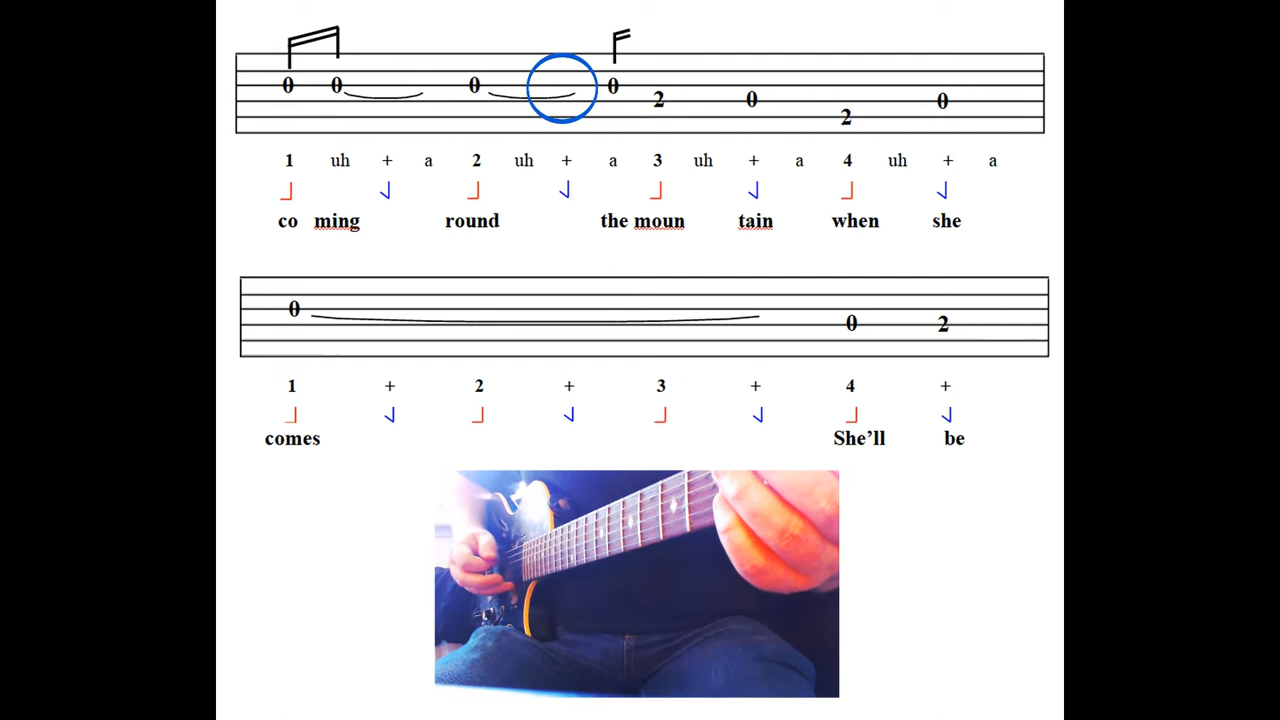 0 0 0 0 2 0 2 0
1 uh + a 2 uh + a 3 uh + a 4 uh + a
co ming round the moun tain when she
0 0 2
1 + 2 + 3 + 4 +
comes She’ll be